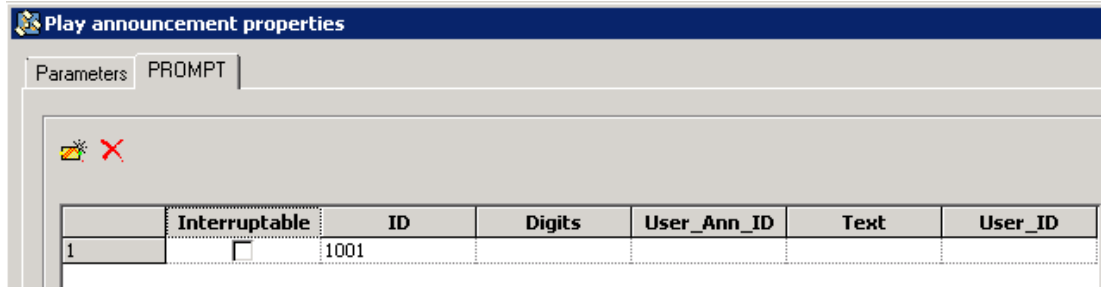 Play announcement properties
Parameters PROMPT
Interruptable ID Digits User_Ann_ID Text User_ID
1 1001